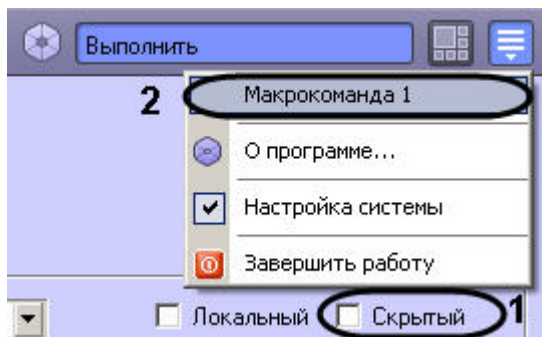 Выполнить
2
Макрокоманда 1
О программе...
Настройка системы
Завершить работу
Локальный
Скрытый
1